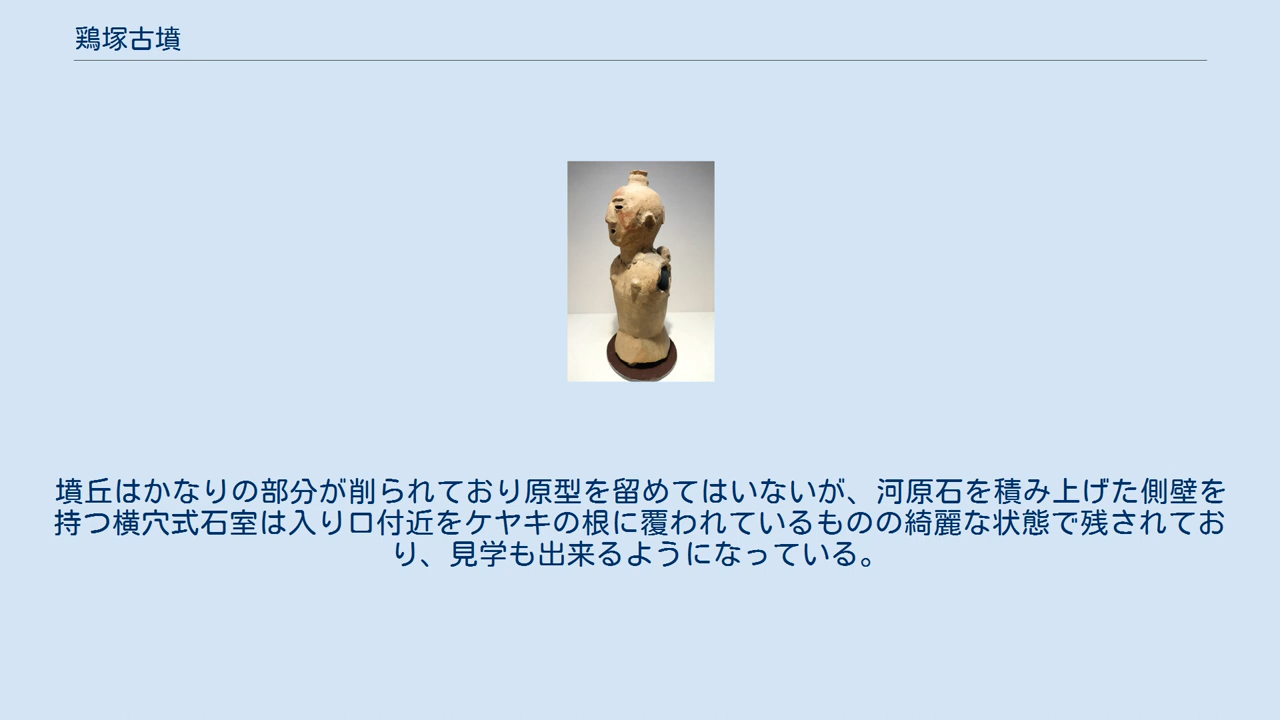 鶏塚古墳
墳丘はかなりの部分が削られており原型を留めてはいないが、河原石を積み上げた側壁を
持つ横穴式石室は入り口付近をケヤキの根に覆われているものの綺麗な状態で残されてお
り、見学も出来るようになっている。